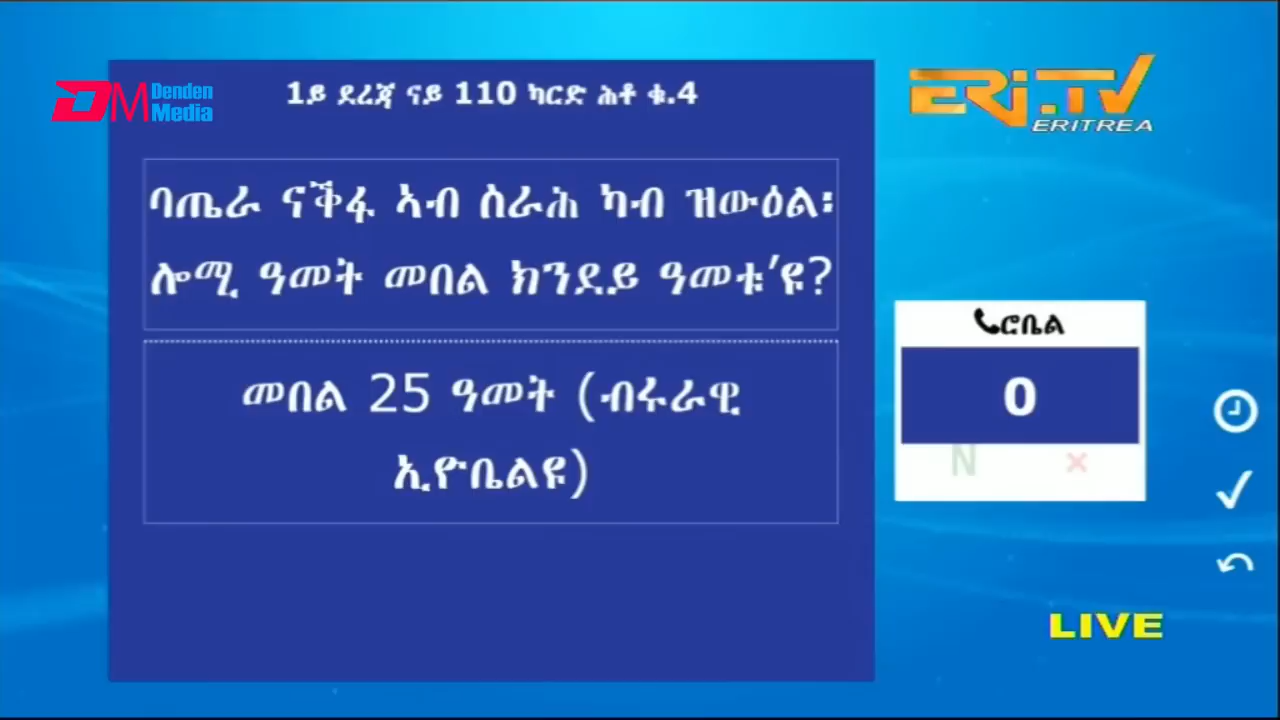 DM Denden Media
1ይ ደረጃ ናይ 110 ካርድ ሕቶ ቁ.4
ERi.TV
ERITREA
ባጤራ ናቕፋ ኣብ ስራሕ ካብ ዝውዕል፧
ሎሚ ዓመት መበል ክንደይ ዓመቱ'ዩ?
መበል 25 ዓመት (ብሩራዊ
ኢዮቤልዩ)
ሮቤል
0
N ×
LIVE